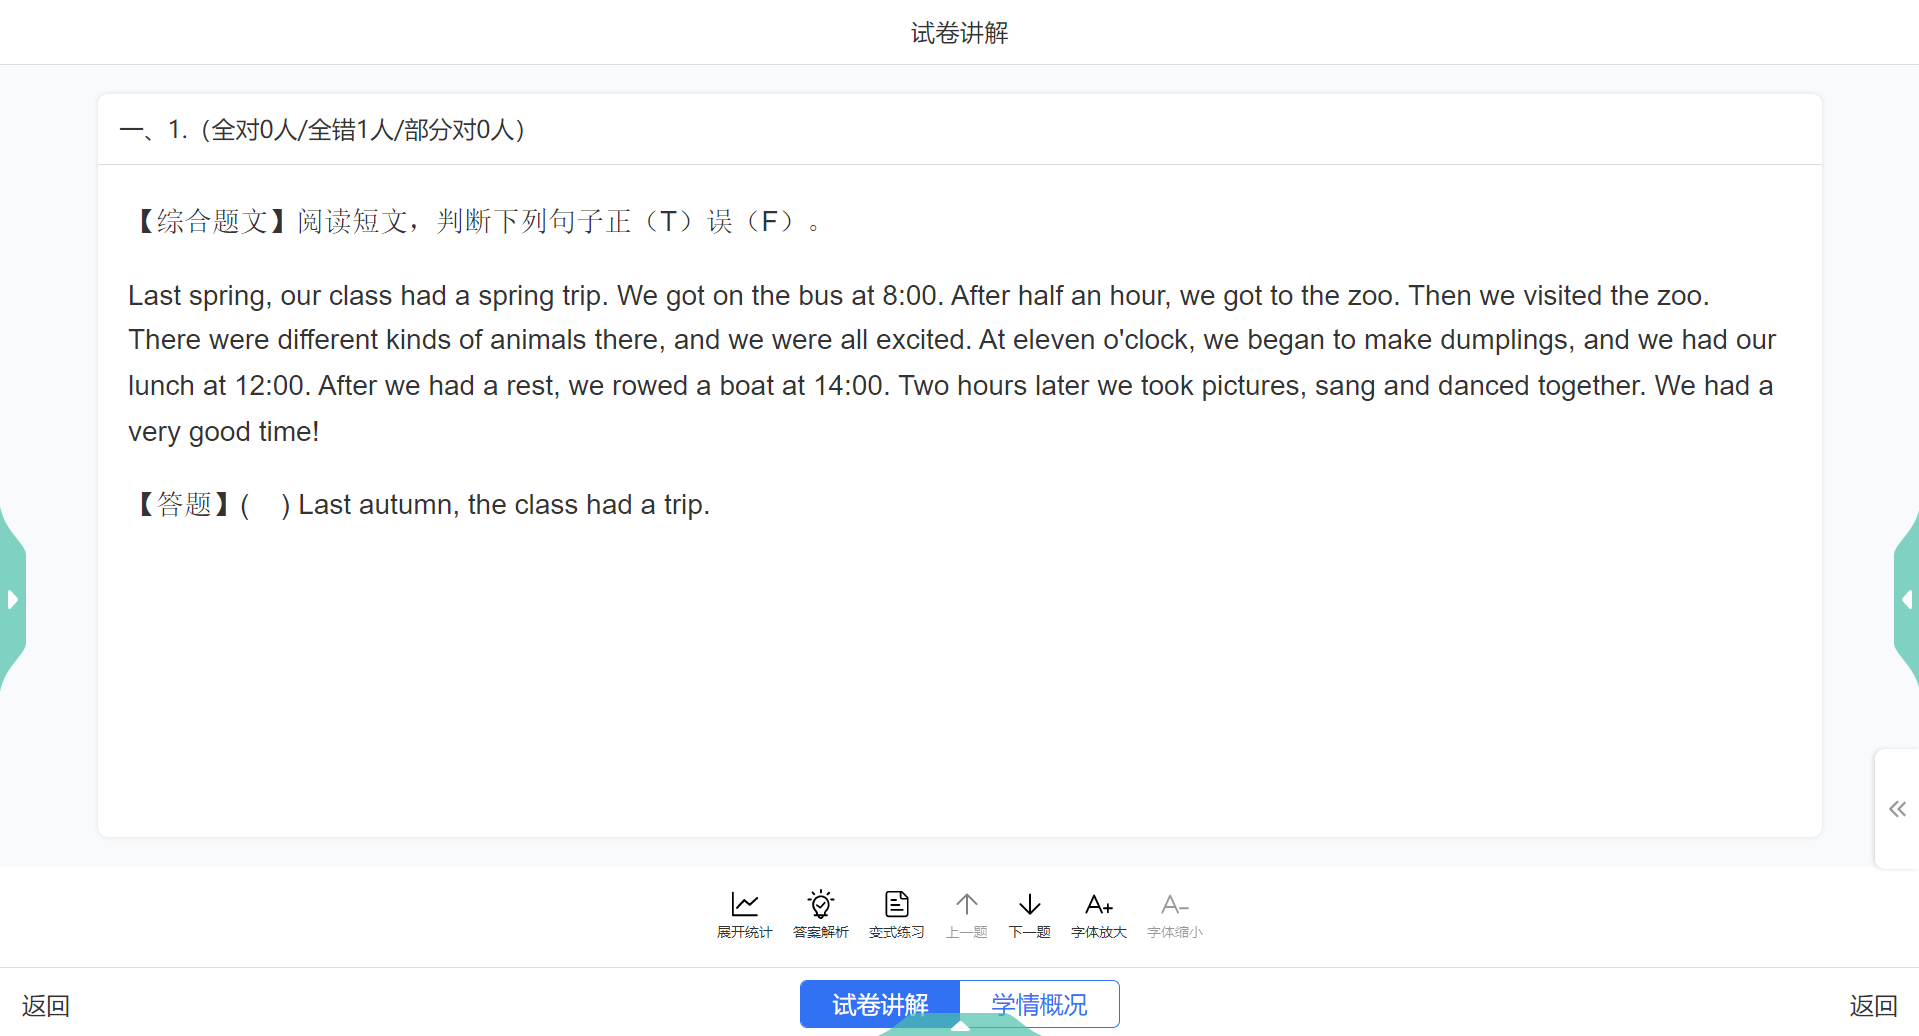 试卷讲解
一、1.（全对0人/全错1人/部分对0人）
【综合题文】阅读短文，判断下列句子正（T）误（F）。
Last spring, our class had a spring trip. We got on the bus at 8:00. After half an hour, we got to the zoo. Then we visited the zoo.
There were different kinds of animals there, and we were all excited. At eleven o'clock, we began to make dumplings, and we had our
lunch at 12:00. After we had a rest, we rowed a boat at 14:00. Two hours later we took pictures, sang and danced together. We had a
very good time!
【答题】(    ) Last autumn, the class had a trip.
展开统计 答案解析 变式练习 上一题 下一题 字体放大 字体缩小
返回 试卷讲解 学情概况 返回